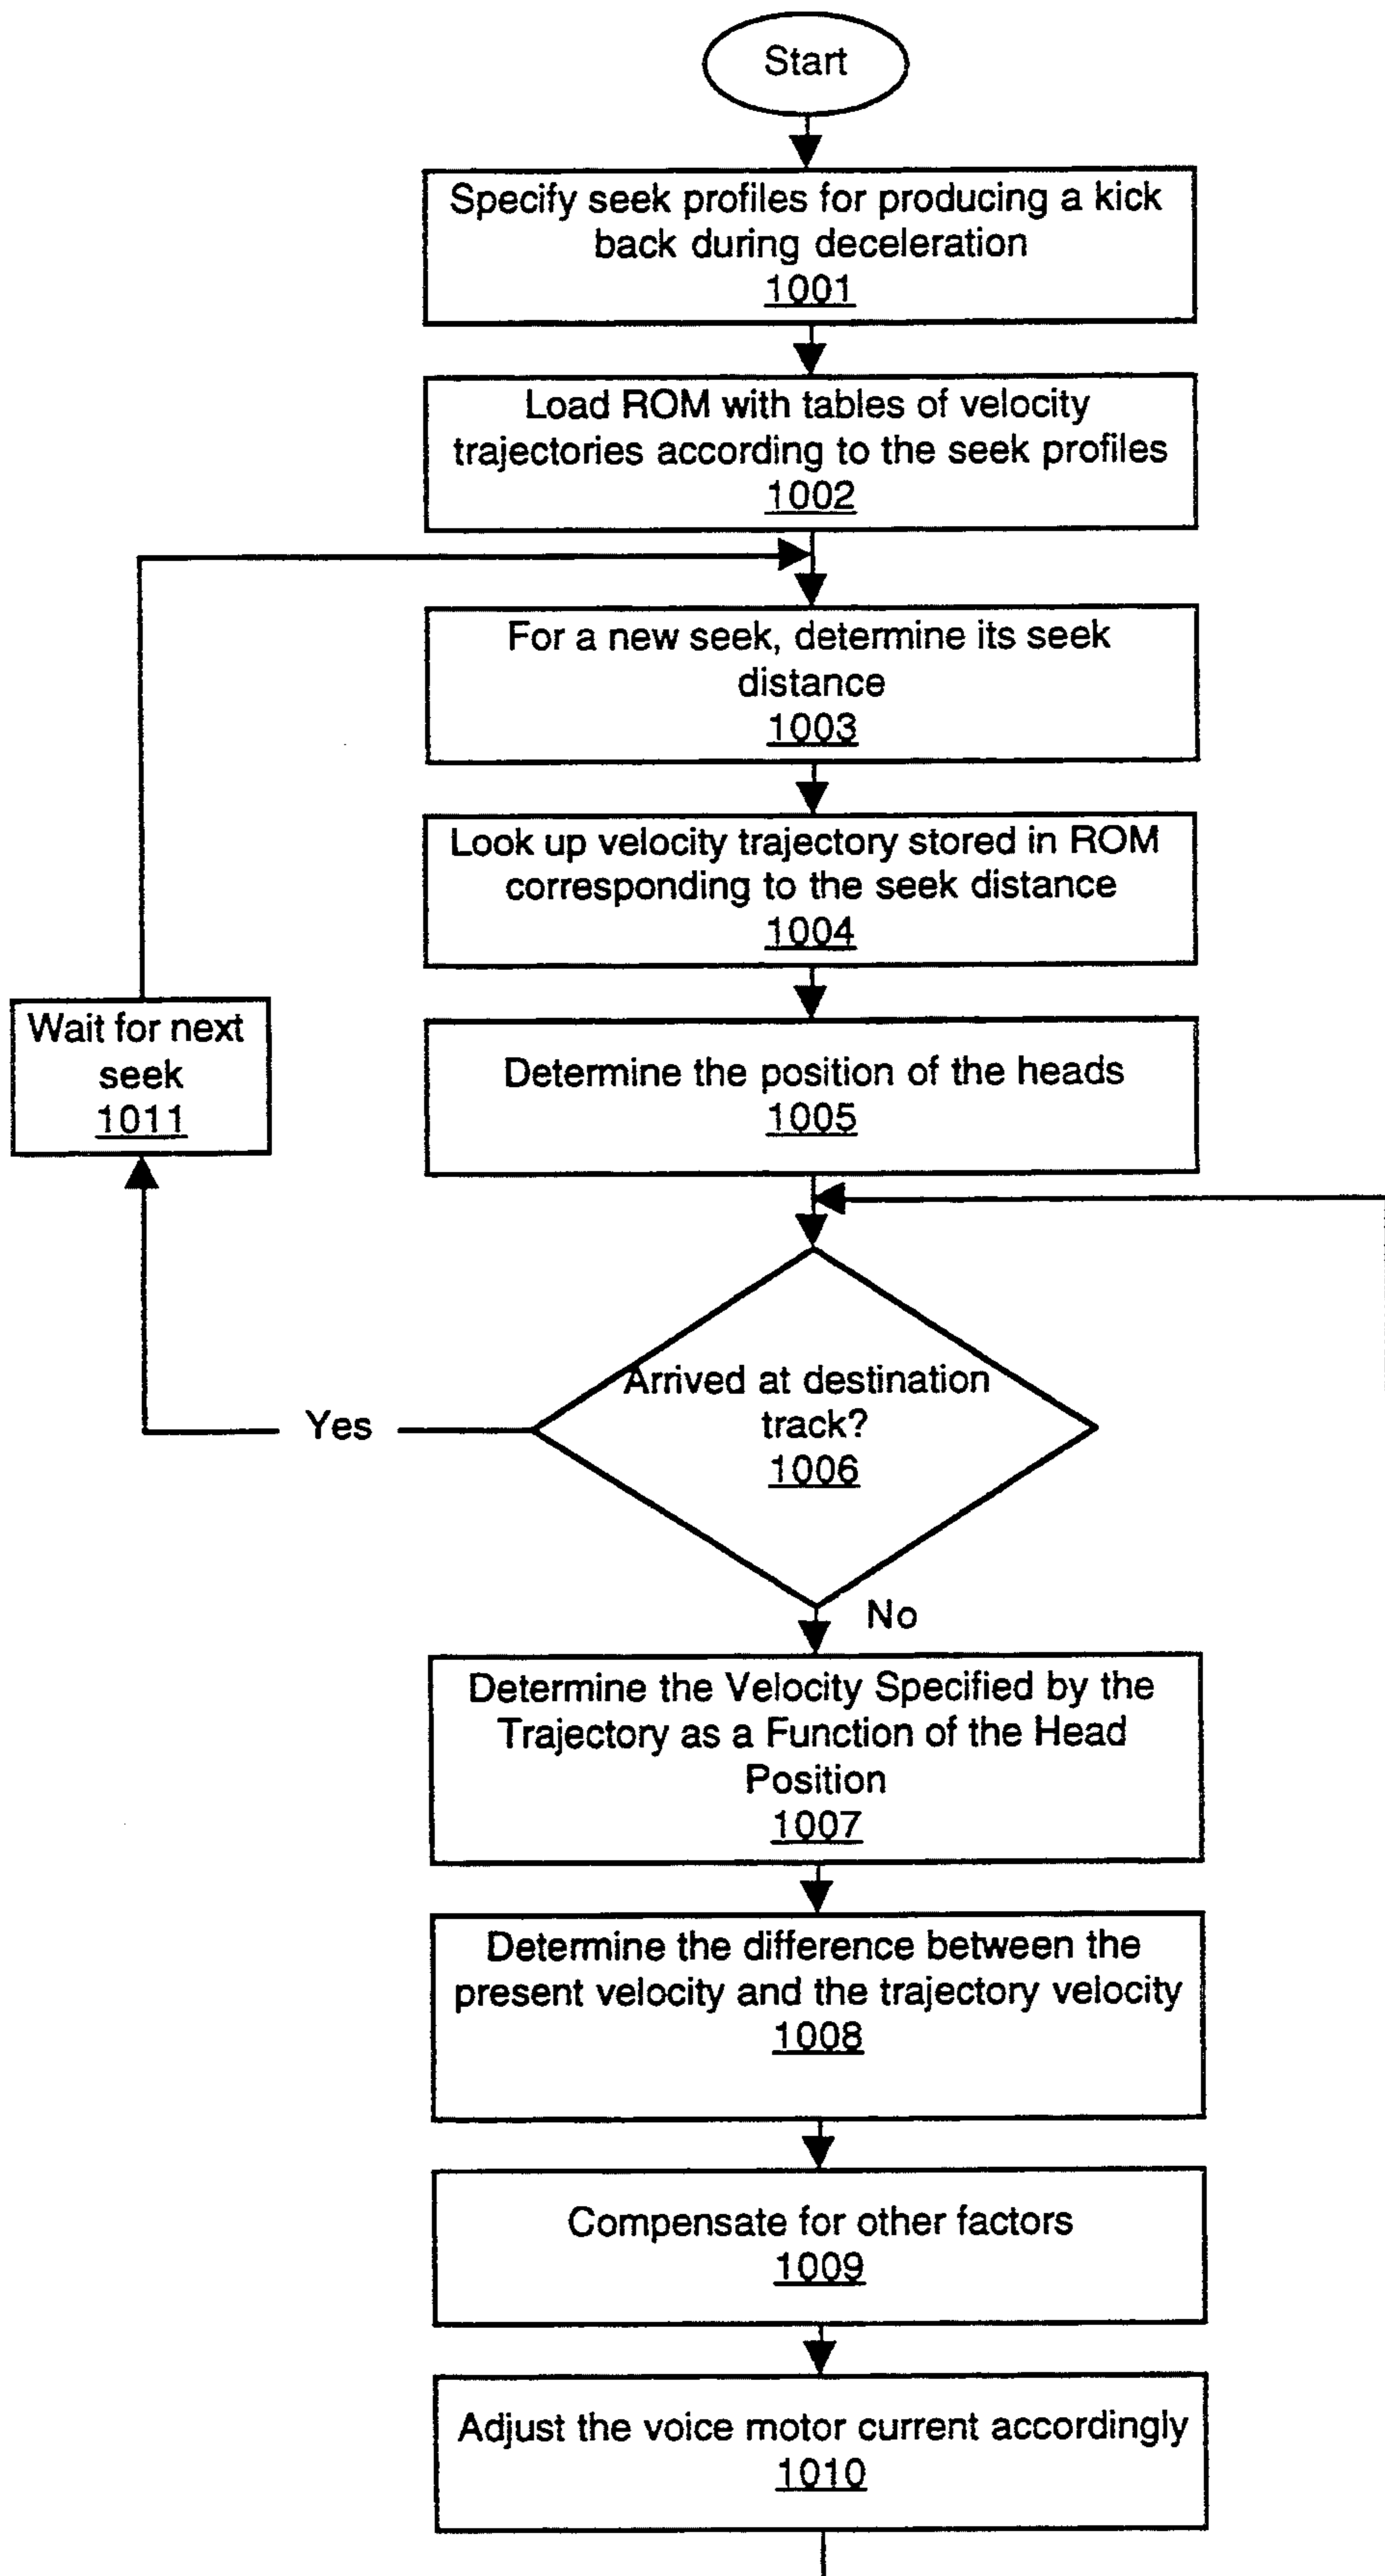 Start
Specify seek profiles for producing a kick
back during deceleration
1001
Load ROM with tables of velocity
trajectories according to the seek profiles
1002
For a new seek, determine its seek
distance
1003
Look up velocity trajectory stored in ROM
corresponding to the seek distance
1004
Wait for next
seek
1011
Determine the position of the heads
1005
Arrived at destination
track?
1006
Yes
No
Determine the Velocity Specified by the
Trajectory as a Function of the Head
Position
1007
Determine the difference between the
present velocity and the trajectory velocity
1008
Compensate for other factors
1009
Adjust the voice motor current accordingly
1010